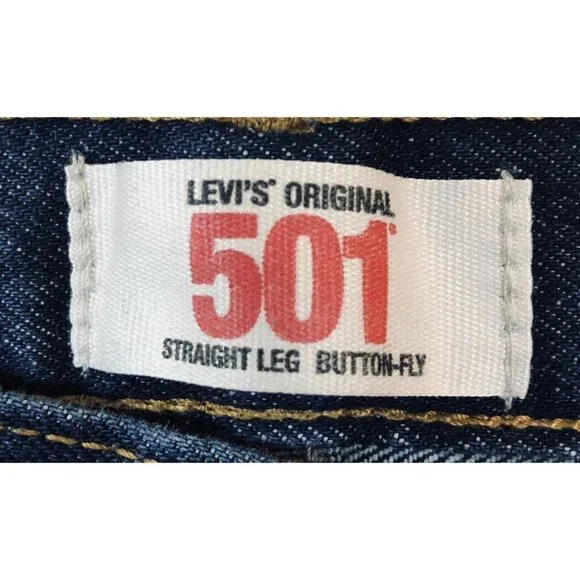 LEVI'S® ORIGINAL
501®
STRAIGHT LEG BUTTON-FLY